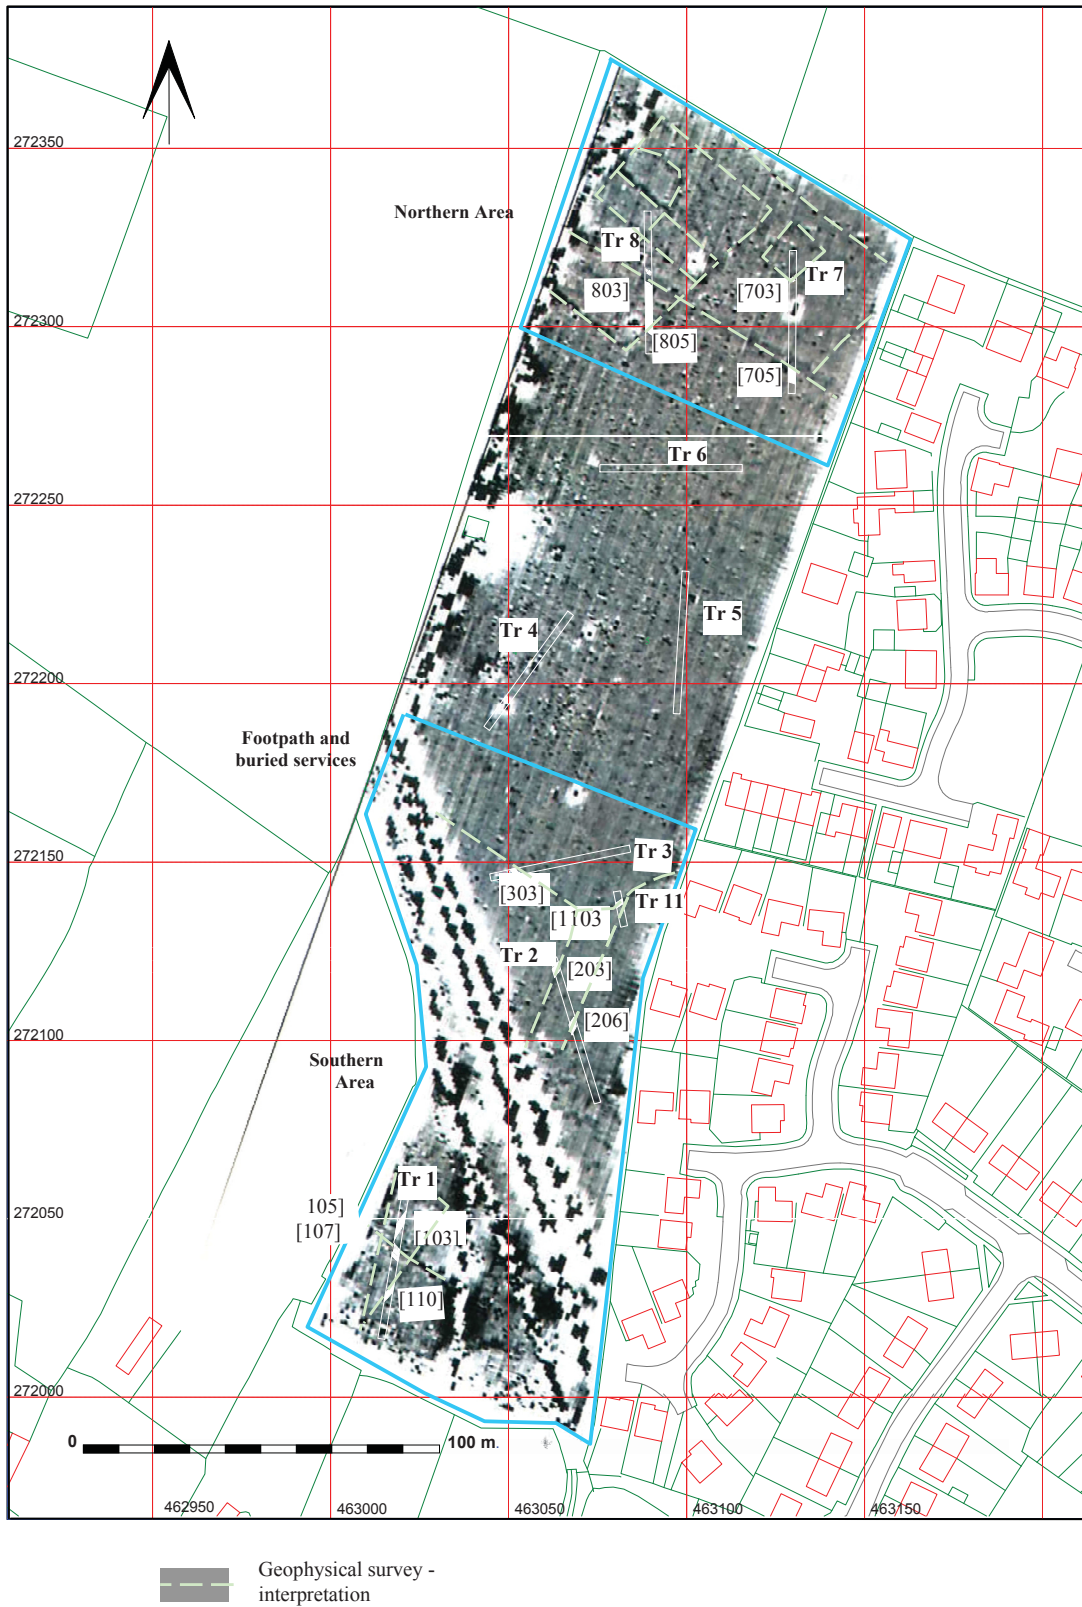 272350
Northern Area
Tr 8
Tr 7
803]
[703]
272300
[805]
[705]
Tr 6
272250
Tr 4
Tr 5
272200
Footpath and
buried services
272150
Tr 3
[303]
Tr 11
[1103
Tr 2
[203]
[206]
272100
Southern
Area
Tr 1
105]
272050
[107]
[103]
[110]
272000
0
100 m.
462950
463000
463050
463100
463150
Geophysical survey -
interpretation